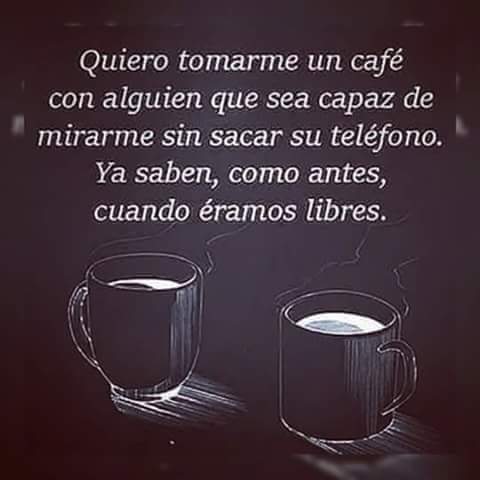 Quiero tomarme un café
con alguien que sea capaz de
mirarme sin sacar su teléfono.
Ya saben, como antes,
cuando éramos libres.